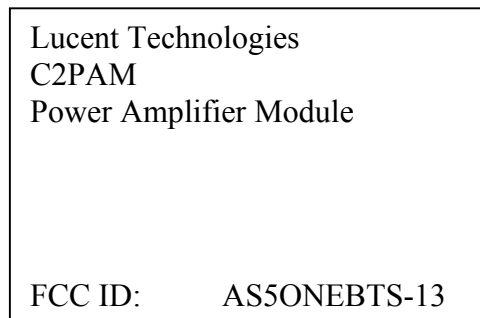 Lucent Technologies
C2PAM
Power Amplifier Module
FCC ID: AS5ONEBTS-13